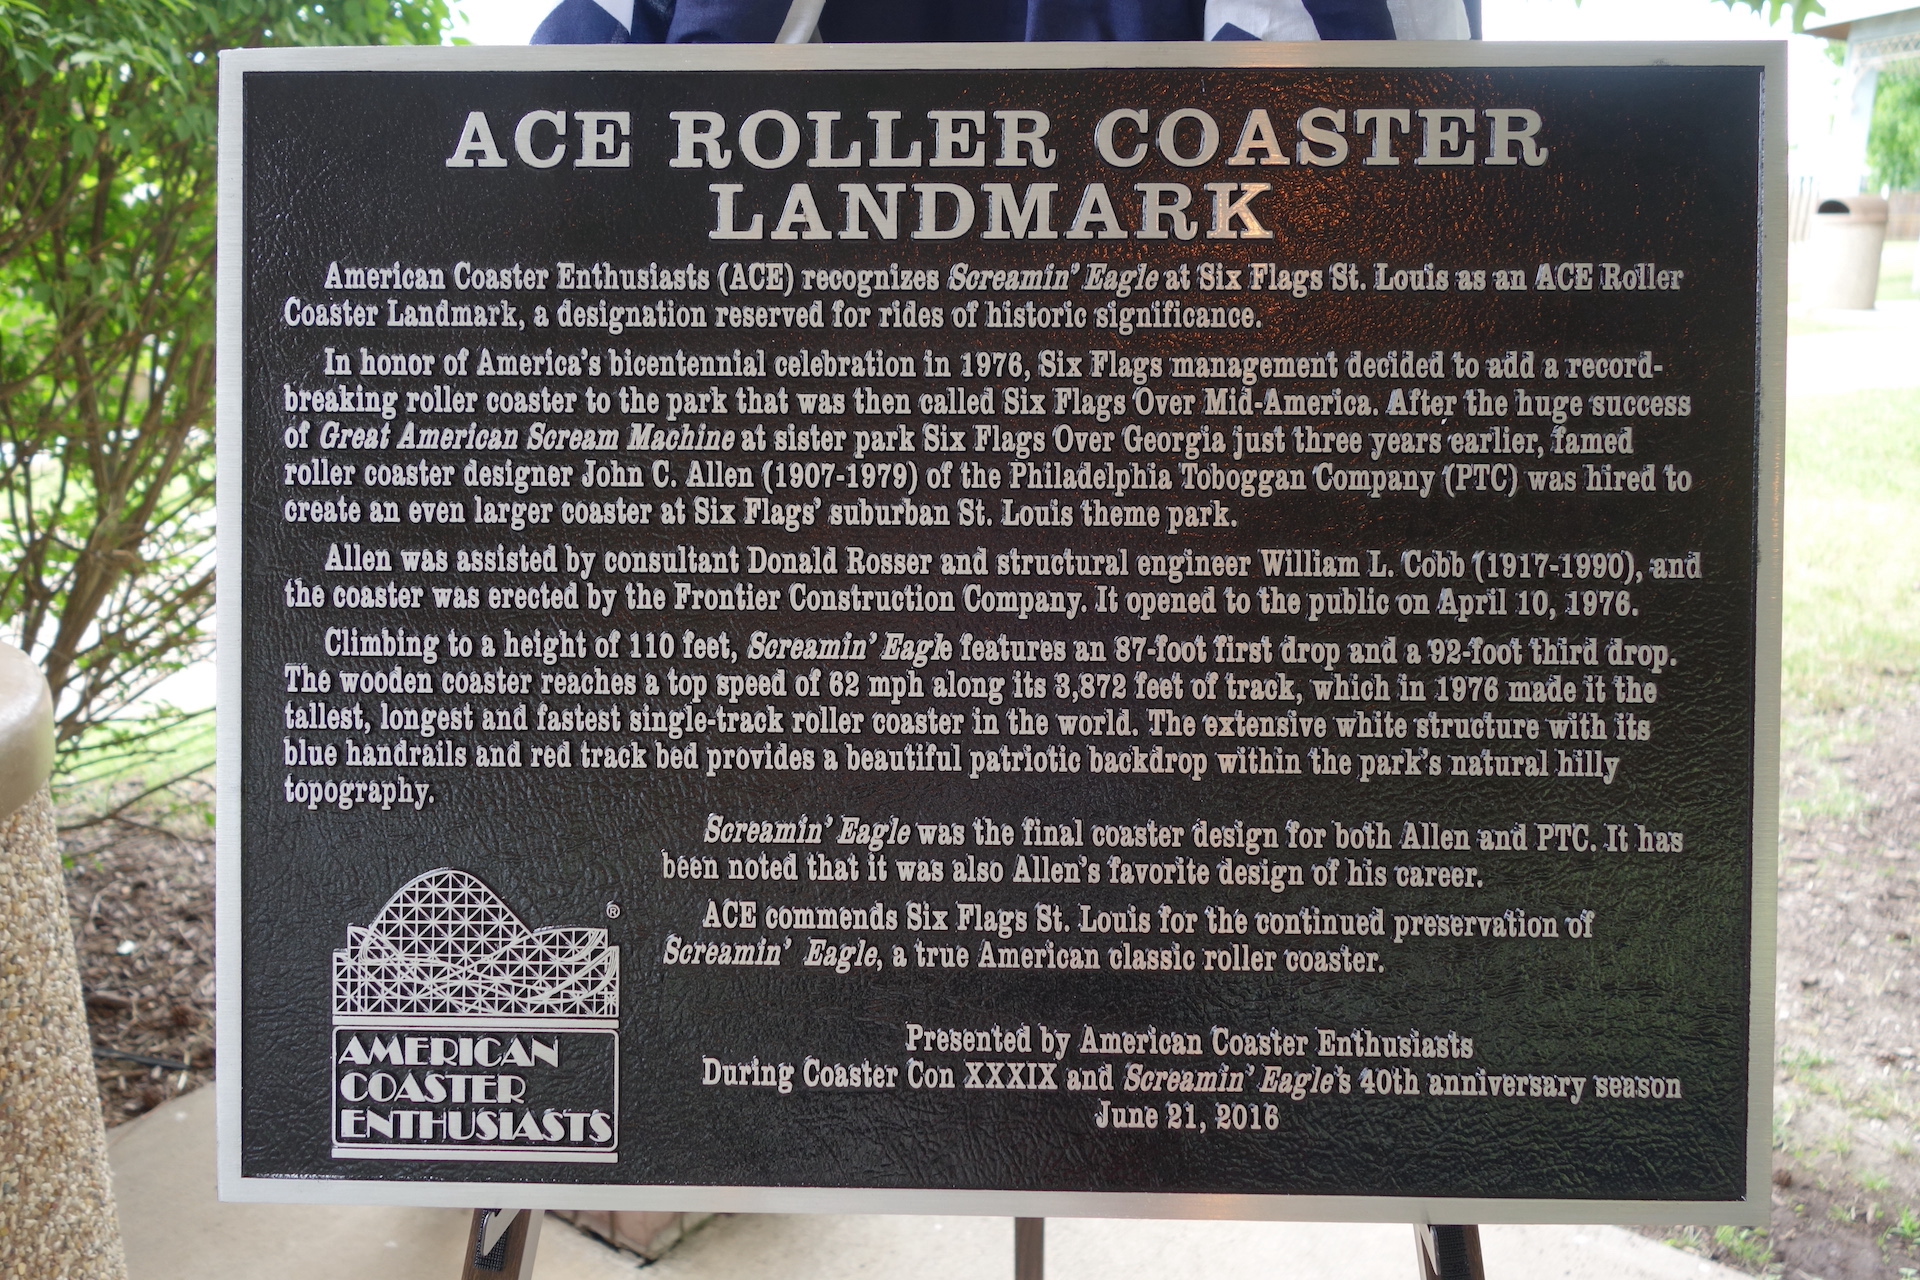 ACE ROLLER COASTER
LANDMARK
American Coaster Enthusiasts (ACE) recognizes Screamin' Eagle at Six Flags St. Louis as an ACE Roller
Coaster Landmark, a designation reserved for rides of historic significance.
In honor of America's bicentennial celebration in 1976, Six Flags management decided to add a record-
breaking roller coaster to the park that was then called Six Flags Over Mid-America. After the huge success
of Great American Scream Machine at sister park Six Flags Over Georgia just three years earlier, famed
roller coaster designer John C. Allen (1907-1979) of the Philadelphia Toboggan Company (PTC) was hired to
create an even larger coaster at Six Flags' suburban St. Louis theme park.
Allen was assisted by consultant Donald Rosser and structural engineer William L. Cobb (1917-1990), and
the coaster was erected by the Frontier Construction Company. It opened to the public on April 10, 1976.
Climbing to a height of 110 feet, Screamin' Eagle features an 87-foot first drop and a 92-foot third drop.
The wooden coaster reaches a top speed of 62 mph along its 3,872 feet of track, which in 1976 made it the
tallest, longest and fastest single-track roller coaster in the world. The extensive white structure with its
blue handrails and red track bed provides a beautiful patriotic backdrop within the park's natural hilly
topography.
Screamin' Eagle was the final coaster design for both Allen and PTC. It has
been noted that it was also Allen's favorite design of his career.
ACE commends Six Flags St. Louis for the continued preservation of
Screamin' Eagle, a true American classic roller coaster.
Presented by American Coaster Enthusiasts
During Coaster Con XXXIX and Screamin' Eagle's 40th anniversary season
June 21, 2016
®
AMERICAN
COASTER
ENTHUSIASTS